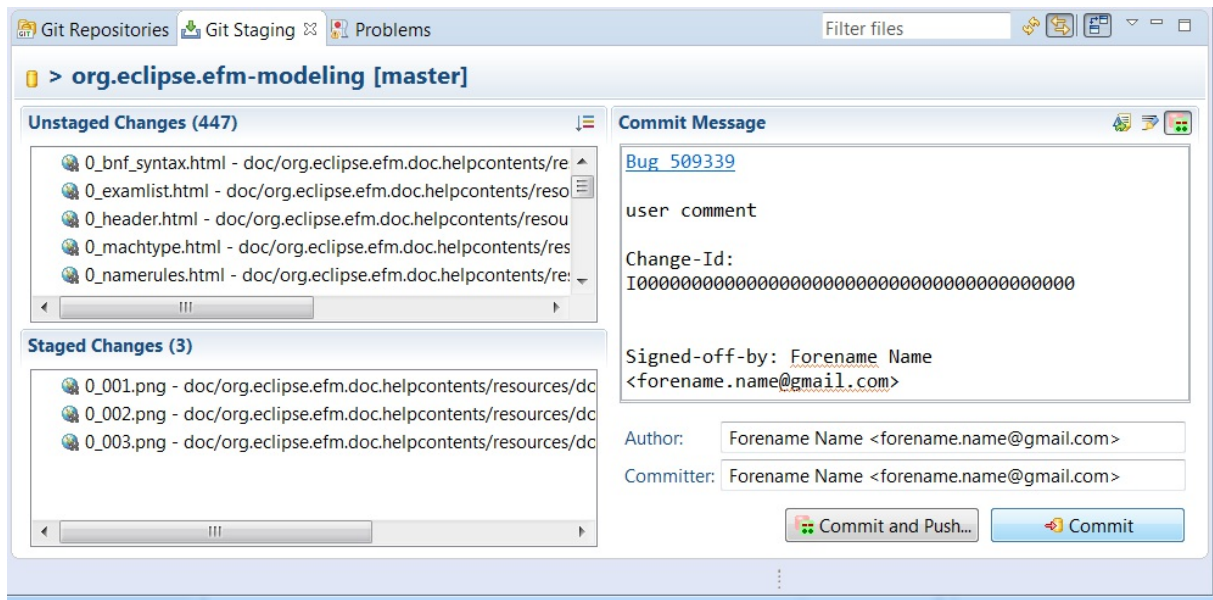 Git Repositories Git Staging Problems Filter files
> org.eclipse.efm-modeling [master]
Unstaged Changes (447)
0_bnf_syntax.html - doc/org.eclipse.efm.doc.helpcontents/re
0_examlist.html - doc/org.eclipse.efm.doc.helpcontents/reso
0_header.html - doc/org.eclipse.efm.doc.helpcontents/resou
0_machtype.html - doc/org.eclipse.efm.doc.helpcontents/res
0_namerules.html - doc/org.eclipse.efm.doc.helpcontents/re
Staged Changes (3)
0_001.png - doc/org.eclipse.efm.doc.helpcontents/resources/dc
0_002.png - doc/org.eclipse.efm.doc.helpcontents/resources/dc
0_003.png - doc/org.eclipse.efm.doc.helpcontents/resources/dc
Commit Message
Bug 509339
user comment
Change-Id:
I0000000000000000000000000000000000000000
Signed-off-by: Forename Name
<forename.name@gmail.com>
Author: Forename Name <forename.name@gmail.com>
Committer: Forename Name <forename.name@gmail.com>
Commit and Push... Commit